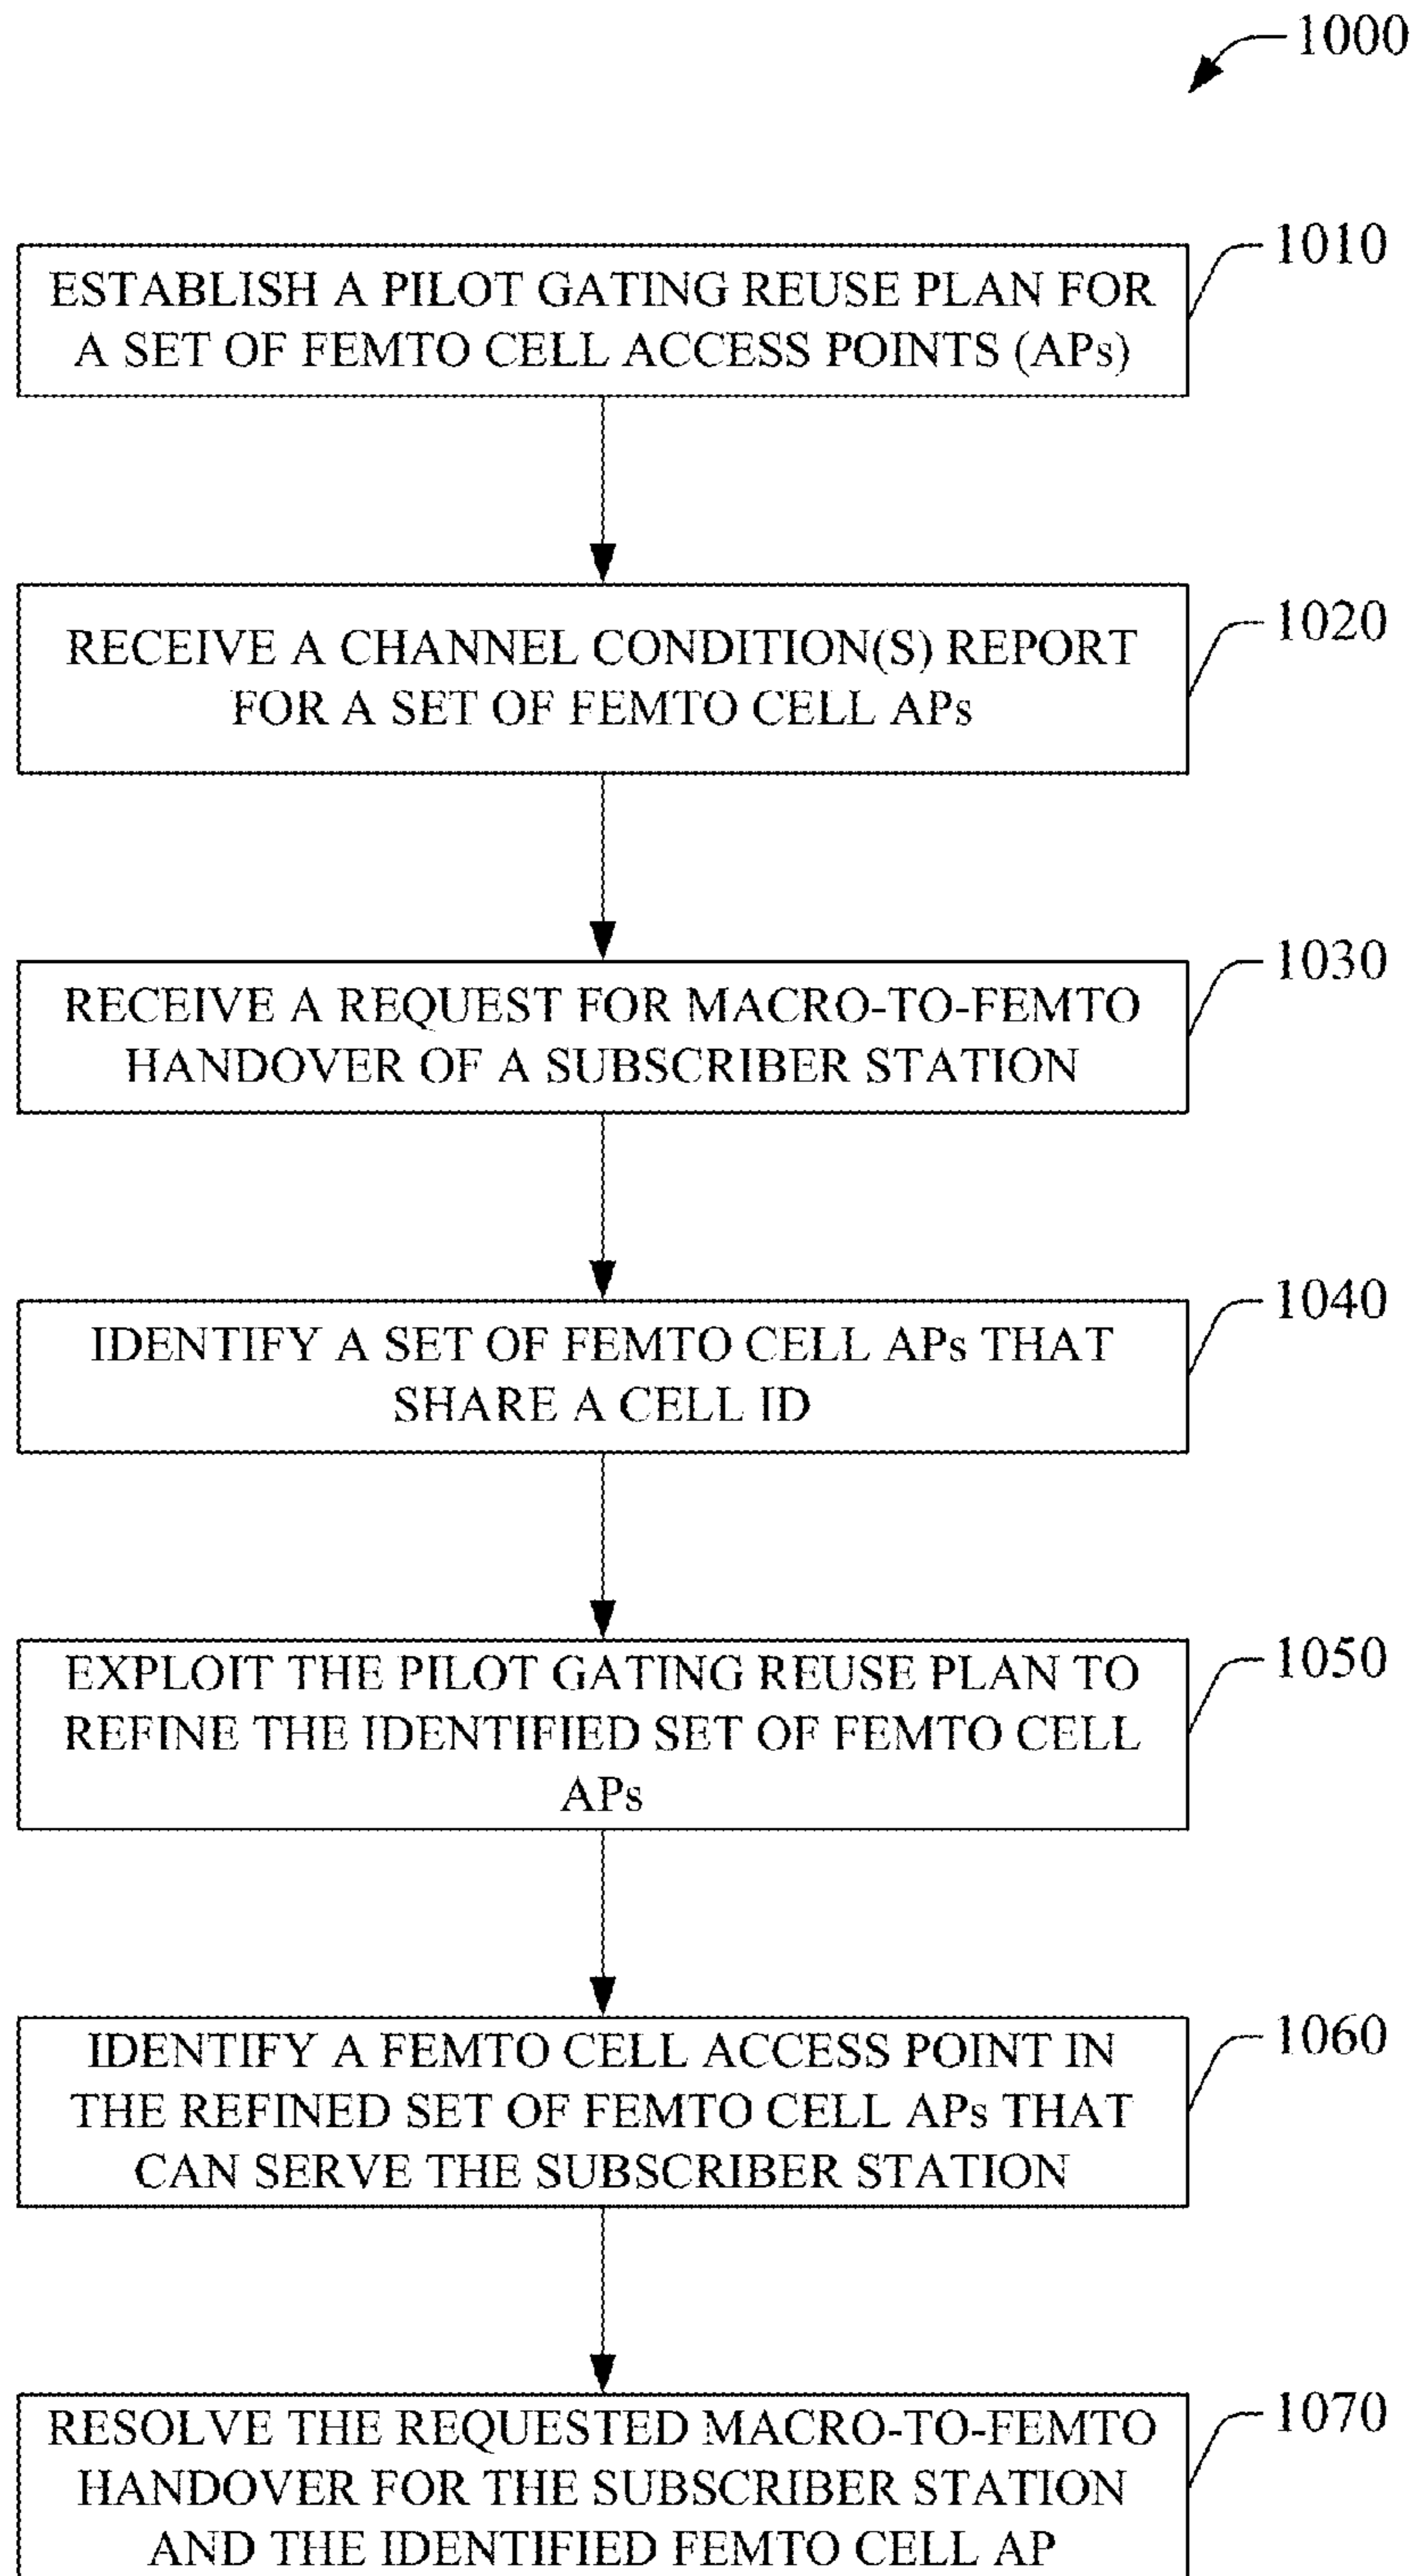 1000
ESTABLISH A PILOT GATING REUSE PLAN FOR
A SET OF FEMTO CELL ACCESS POINTS (APs)
1010
RECEIVE A CHANNEL CONDITION(S) REPORT
FOR A SET OF FEMTO CELL APs
1020
RECEIVE A REQUEST FOR MACRO-TO-FEMTO
HANDOVER OF A SUBSCRIBER STATION
1030
IDENTIFY A SET OF FEMTO CELL APs THAT
SHARE A CELL ID
1040
EXPLOIT THE PILOT GATING REUSE PLAN TO
REFINE THE IDENTIFIED SET OF FEMTO CELL
APs
1050
IDENTIFY A FEMTO CELL ACCESS POINT IN
THE REFINED SET OF FEMTO CELL APs THAT
CAN SERVE THE SUBSCRIBER STATION
1060
RESOLVE THE REQUESTED MACRO-TO-FEMTO
HANDOVER FOR THE SUBSCRIBER STATION
AND THE IDENTIFIED FEMTO CELL AP
1070